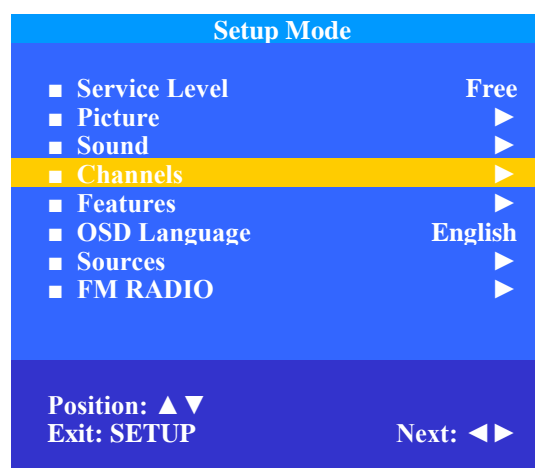 Setup Mode
■ Service Level Free
■ Picture ►
■ Sound ►
■ Channels ►
■ Features ►
■ OSD Language English
■ Sources ►
■ FM RADIO ►
Position: ▲▼
Exit: SETUP Next: ◄►